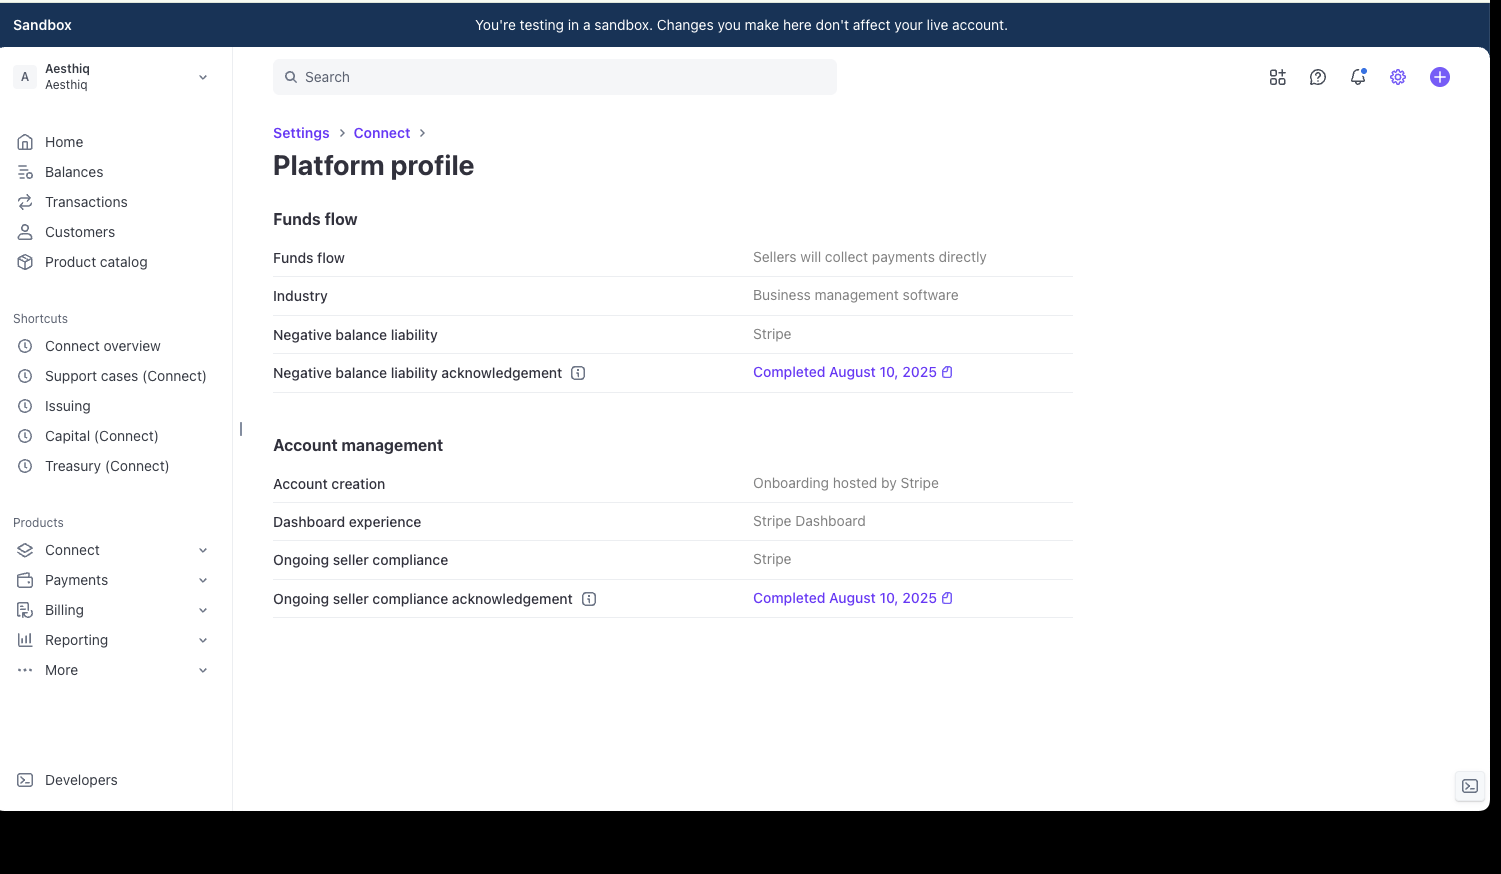 Sandbox
You're testing in a sandbox. Changes you make here don't affect your live account.
A
Aesthiq
Aesthiq
Search
Home
Balances
Transactions
Customers
Product catalog
Shortcuts
Connect overview
Support cases (Connect)
Issuing
Capital (Connect)
Treasury (Connect)
Products
Connect
Payments
Billing
Reporting
More
Developers
Settings > Connect >
Platform profile
Funds flow
Funds flow Sellers will collect payments directly
Industry Business management software
Negative balance liability Stripe
Negative balance liability acknowledgement Completed August 10, 2025
Account management
Account creation Onboarding hosted by Stripe
Dashboard experience Stripe Dashboard
Ongoing seller compliance Stripe
Ongoing seller compliance acknowledgement Completed August 10, 2025